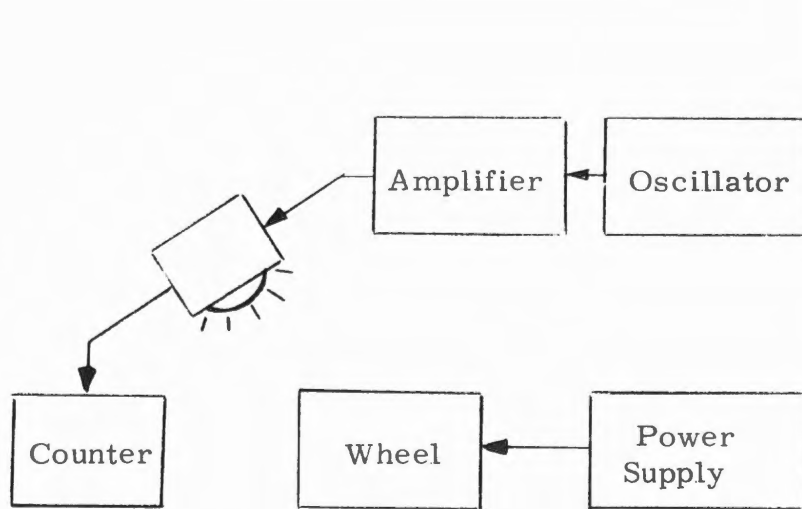 Amplifier
Oscillator
Counter
Wheel
Power
Supply